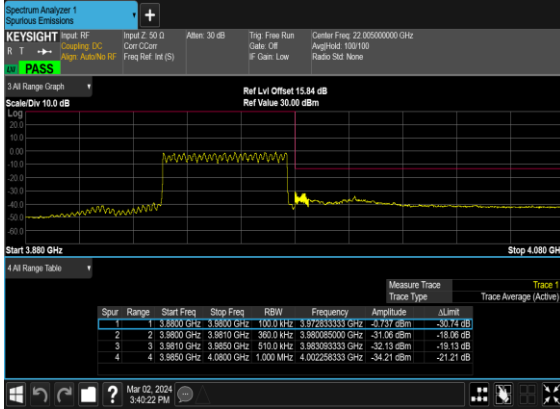 Spectrum Analyzer 1
Spurious Emissions
+
KEYSIGHT Input: RF Input Z: 50 Ω Atten: 30 dB Trig: Free Run Center Freq: 22.005000000 GHz
R T Coupling: DC Corr CCorr Gate: Off Avg|Hold: 100/100
Align: Auto/No RF Freq Ref: Int (S) IF Gain: Low Radio Std: None
PASS
3 All Range Graph
Ref Lvl Offset 15.84 dB
Scale/Div 10.0 dB Ref Value 30.00 dBm
Log
20.0
10.0
0.00
-10.0
-20.0
-30.0
-40.0
-50.0
-60.0
Start 3.880 GHz Stop 4.080 GH
4 All Range Table
Measure Trace Trace 1
Trace Type Trace Average (Active)
Spur Range Start Freq Stop Freq RBW Frequency Amplitude ΔLimit
1 1 3.8800 GHz 3.9800 GHz 100.0 kHz 3.972833333 GHz -0.737 dBm -30.74 dB
2 2 3.9800 GHz 3.9810 GHz 360.0 kHz 3.980085000 GHz -31.06 dBm -18.06 dB
3 3 3.9810 GHz 3.9850 GHz 510.0 kHz 3.983093333 GHz -32.13 dBm -19.13 dB
4 4 3.9850 GHz 4.0800 GHz 1.000 MHz 4.002258333 GHz -34.21 dBm -21.21 dB
?
Mar 02, 2024
3:40:22 PM